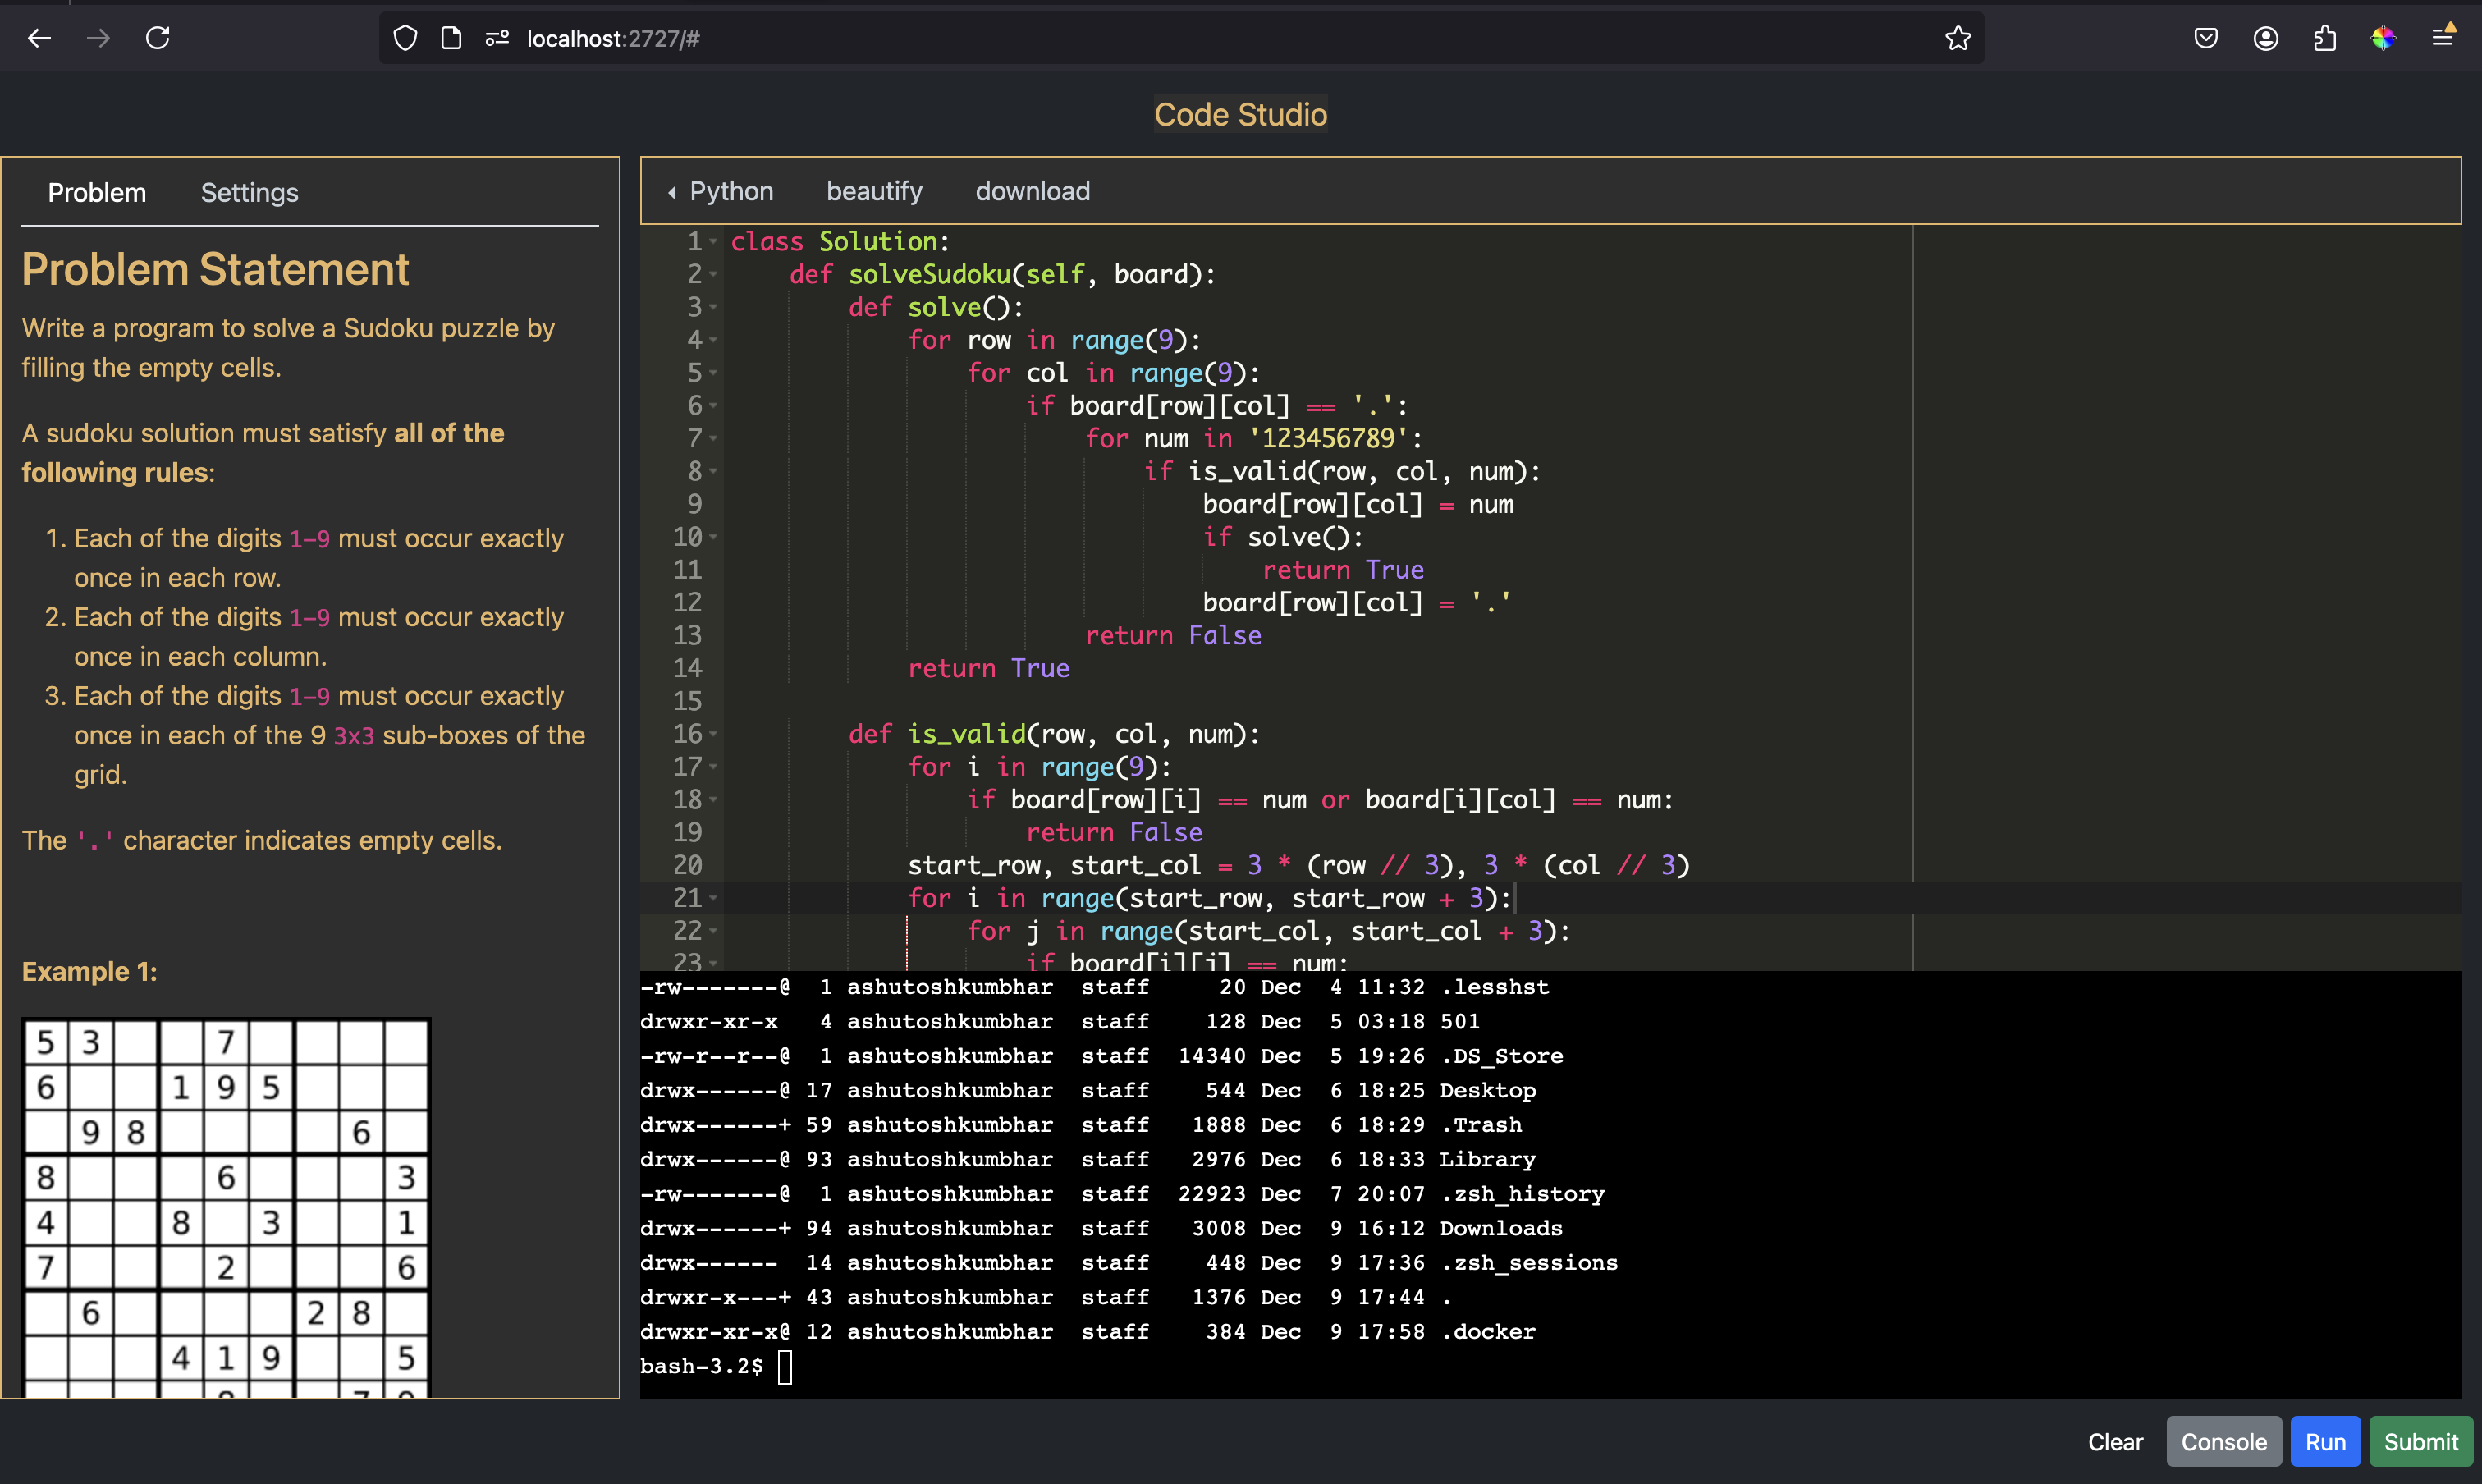 localhost:2727/#
Code Studio
Problem Settings
Problem Statement
Write a program to solve a Sudoku puzzle by
filling the empty cells.
A sudoku solution must satisfy all of the
following rules:
1. Each of the digits 1-9 must occur exactly
once in each row.
2. Each of the digits 1-9 must occur exactly
once in each column.
3. Each of the digits 1-9 must occur exactly
once in each of the 9 3x3 sub-boxes of the
grid.
The '.' character indicates empty cells.
Example 1:
5 3 7
6 1 9 5
9 8 6
8 6 3
4 8 3 1
7 2 6
6 2 8
4 1 9 5
8 7 9
Python beautify download
1 class Solution:
2 def solveSudoku(self, board):
3 def solve():
4 for row in range(9):
5 for col in range(9):
6 if board[row][col] == '.':
7 for num in '123456789':
8 if is_valid(row, col, num):
9 board[row][col] = num
10 if solve():
11 return True
12 board[row][col] = '.'
13 return False
14 return True
15
16 def is_valid(row, col, num):
17 for i in range(9):
18 if board[row][i] == num or board[i][col] == num:
19 return False
20 start_row, start_col = 3 * (row // 3), 3 * (col // 3)
21 for i in range(start_row, start_row + 3):
22 for j in range(start_col, start_col + 3):
23 if board[i][j] == num:
-rw-------@ 1 ashutoshkumbhar staff 20 Dec 4 11:32 .lesshst
drwxr-xr-x 4 ashutoshkumbhar staff 128 Dec 5 03:18 501
-rw-r--r--@ 1 ashutoshkumbhar staff 14340 Dec 5 19:26 .DS_Store
drwx------@ 17 ashutoshkumbhar staff 544 Dec 6 18:25 Desktop
drwx------+ 59 ashutoshkumbhar staff 1888 Dec 6 18:29 .Trash
drwx------@ 93 ashutoshkumbhar staff 2976 Dec 6 18:33 Library
-rw-------@ 1 ashutoshkumbhar staff 22923 Dec 7 20:07 .zsh_history
drwx------+ 94 ashutoshkumbhar staff 3008 Dec 9 16:12 Downloads
drwx------ 14 ashutoshkumbhar staff 448 Dec 9 17:36 .zsh_sessions
drwxr-x---+ 43 ashutoshkumbhar staff 1376 Dec 9 17:44 .
drwxr-xr-x@ 12 ashutoshkumbhar staff 384 Dec 9 17:58 .docker
bash-3.2$
Clear Console Run Submit